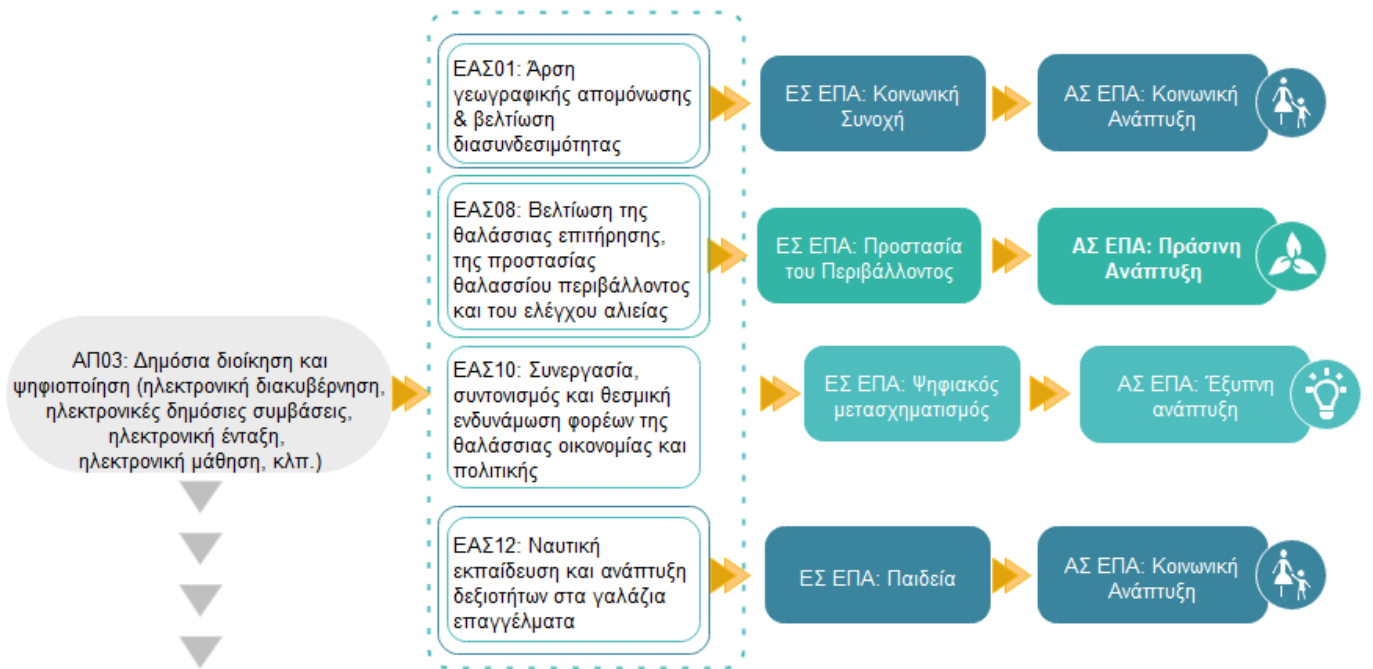 ΑΠ03: Δημόσια διοίκηση και
ψηφιοποίηση (ηλεκτρονική διακυβέρνηση,
ηλεκτρονικές δημόσιες συμβάσεις,
ηλεκτρονική ένταξη,
ηλεκτρονική μάθηση, κλπ.)
ΕΑΣ01: Άρση
γεωγραφικής απομόνωσης
& βελτίωση
διασυνδεσιμότητας
ΕΣ ΕΠΑ: Κοινωνική
Συνοχή
ΑΣ ΕΠΑ: Κοινωνική
Ανάπτυξη
ΕΑΣ08: Βελτίωση της
θαλάσσιας επιτήρησης,
της προστασίας
θαλασσίου περιβάλλοντος
και του ελέγχου αλιείας
ΕΣ ΕΠΑ: Προστασία
του Περιβάλλοντος
ΑΣ ΕΠΑ: Πράσινη
Ανάπτυξη
ΕΑΣ10: Συνεργασία,
συντονισμός και θεσμική
ενδυνάμωση φορέων της
θαλάσσιας οικονομίας και
πολιτικής
ΕΣ ΕΠΑ: Ψηφιακός
μετασχηματισμός
ΑΣ ΕΠΑ: Έξυπνη
ανάπτυξη
ΕΑΣ12: Ναυτική
εκπαίδευση και ανάπτυξη
δεξιοτήτων στα γαλάζια
επαγγέλματα
ΕΣ ΕΠΑ: Παιδεία
ΑΣ ΕΠΑ: Κοινωνική
Ανάπτυξη